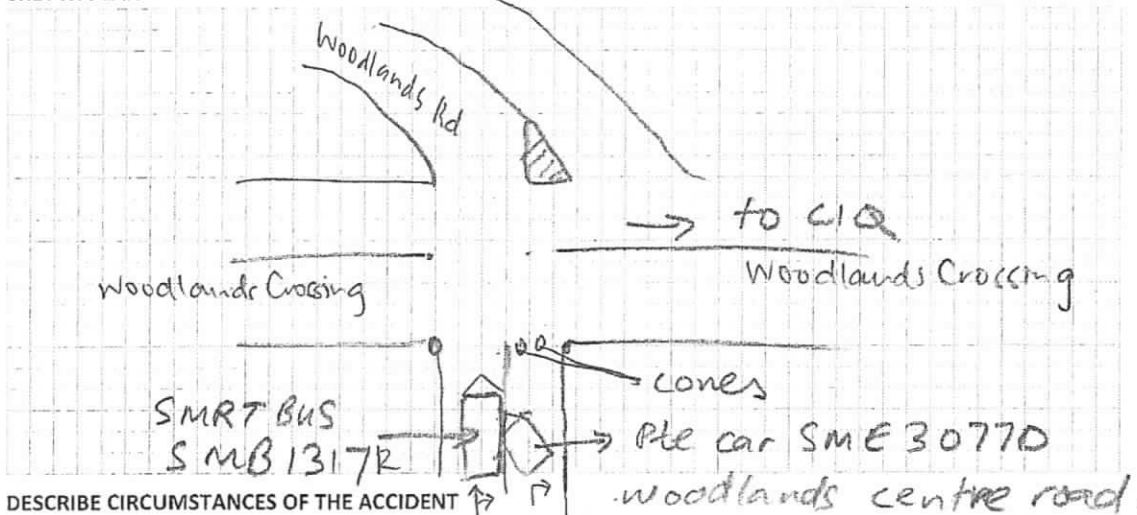 Woodlands Rd
→ to CIQ
Woodlands Crossing
Woodlands Crossing
cones
SMRT BUS
SMB1317R
Pte car SME3077D
woodlands centre road
DESCRIBE CIRCUMSTANCES OF THE ACCIDENT